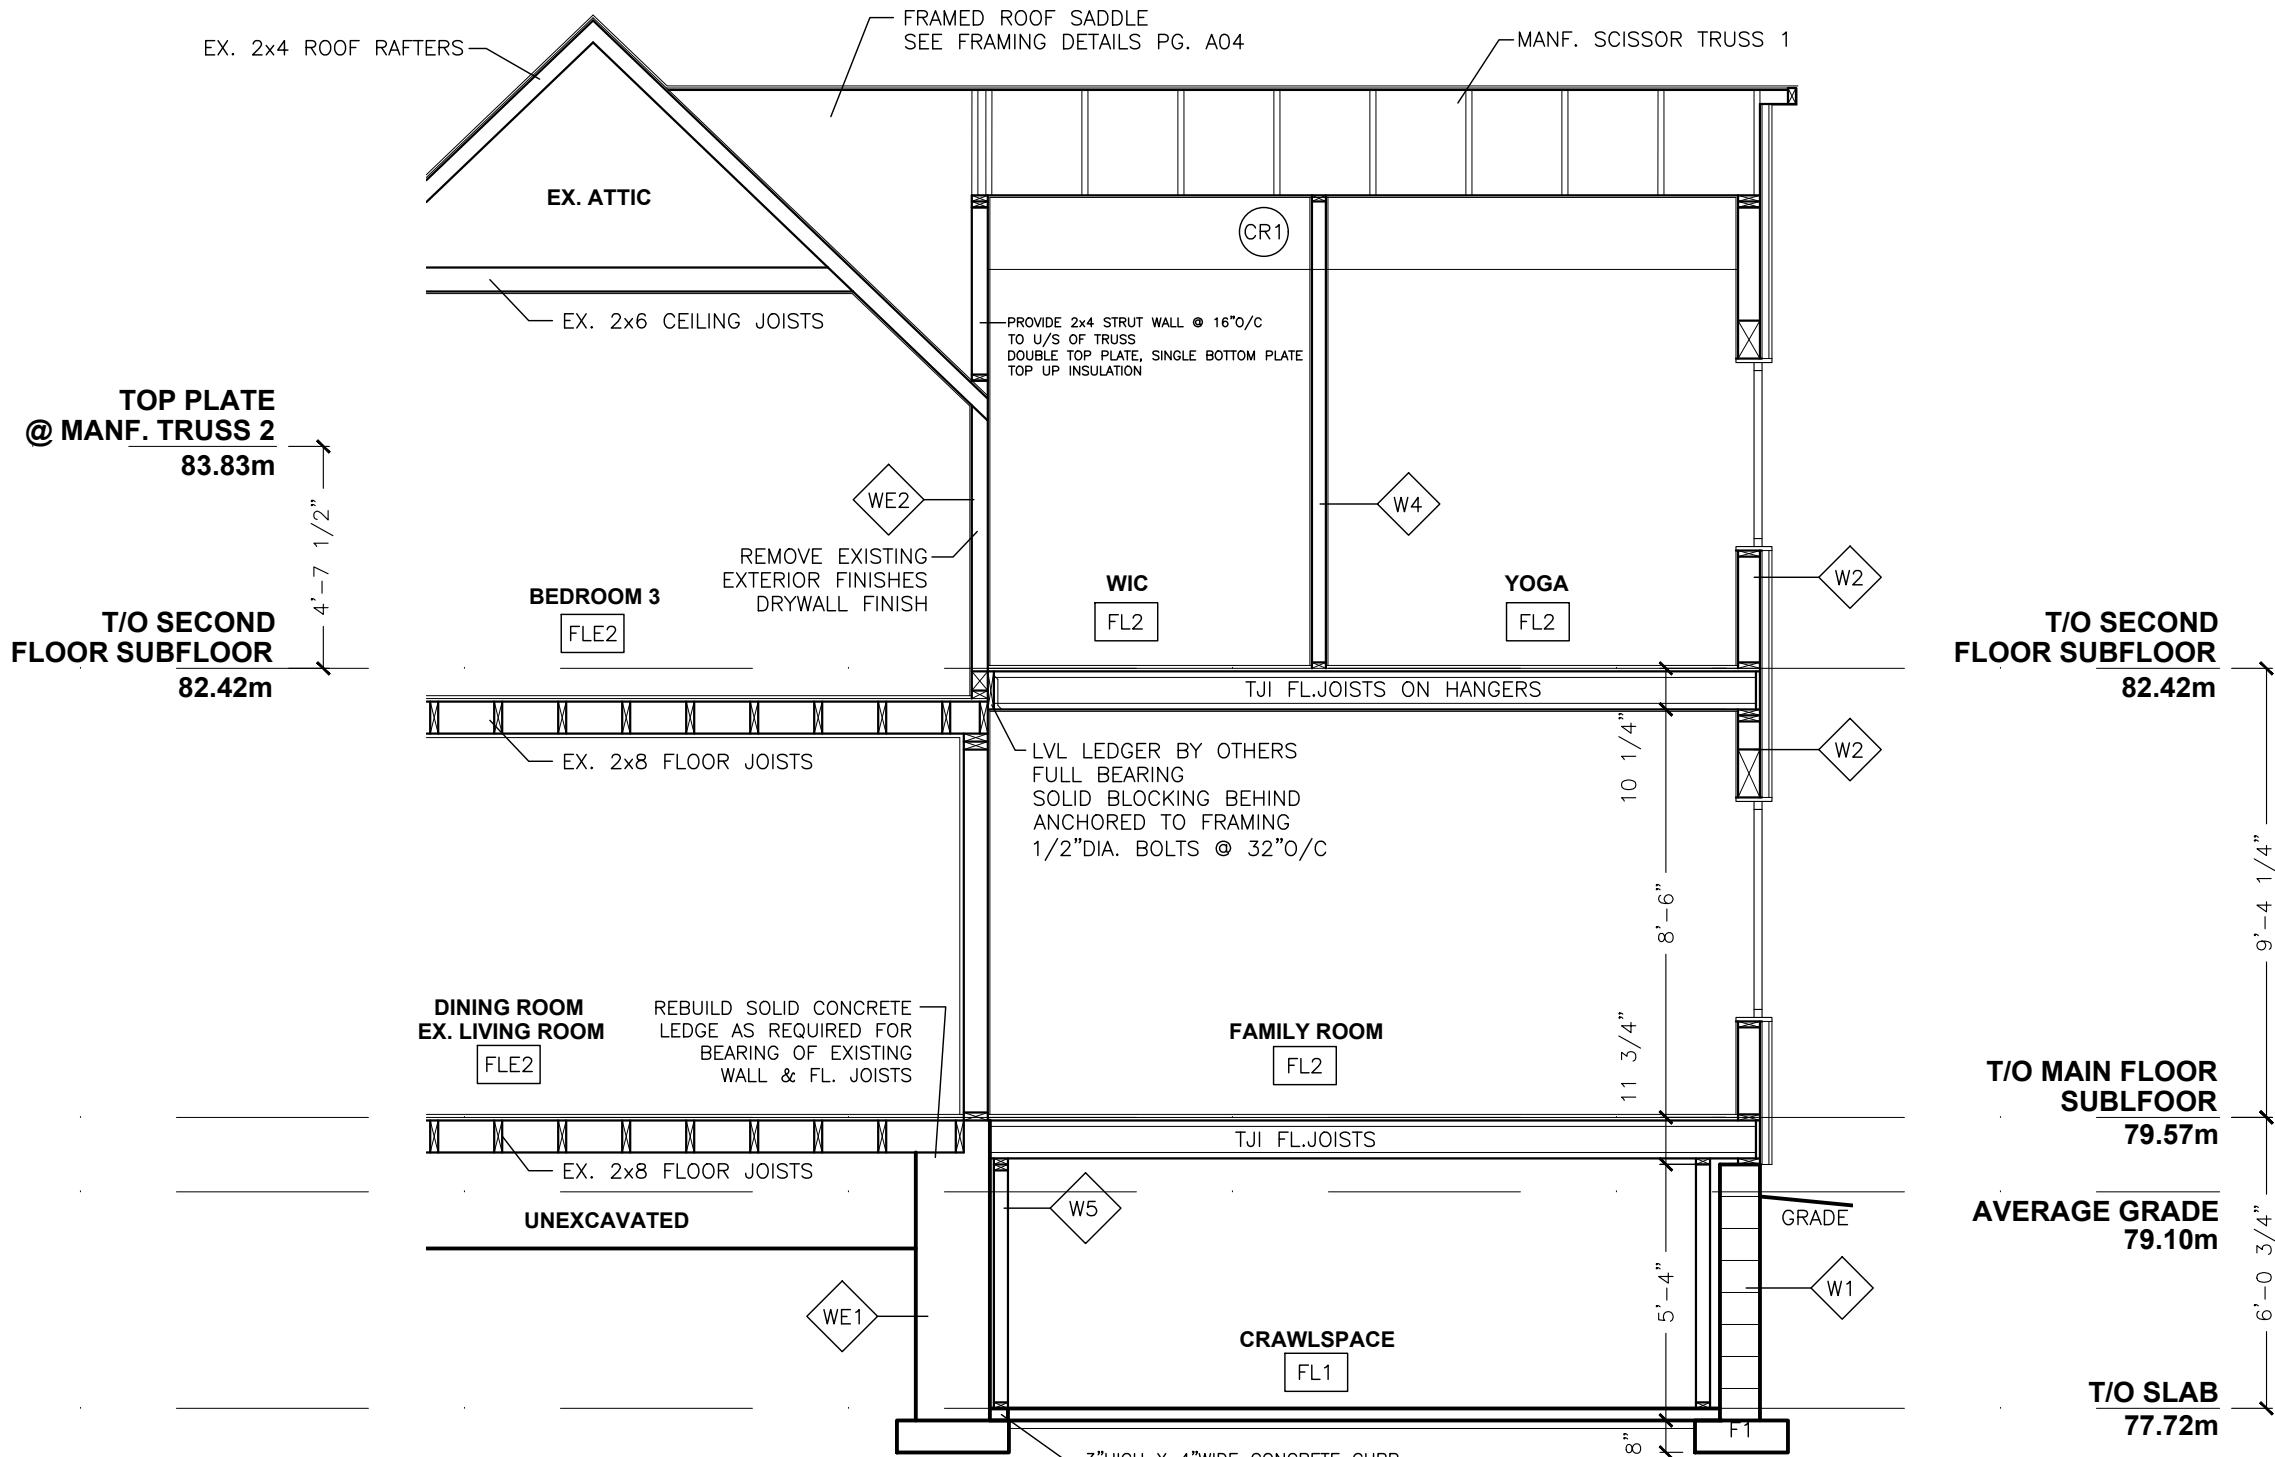 FRAMED ROOF SADDLE
SEE FRAMING DETAILS PG. A04
EX. 2x4 ROOF RAFTERS
MANF. SCISSOR TRUSS 1
EX. ATTIC
CR1
EX. 2x6 CEILING JOISTS
PROVIDE 2x4 STRUT WALL @ 16"O/C
TO U/S OF TRUSS
DOUBLE TOP PLATE, SINGLE BOTTOM PLATE
TOP UP INSULATION
TOP PLATE
@ MANF. TRUSS 2
83.83m
4'-7 1/2"
WE2
W4
REMOVE EXISTING
EXTERIOR FINISHES
DRYWALL FINISH
BEDROOM 3
FLE2
WIC
FL2
YOGA
FL2
W2
T/O SECOND
FLOOR SUBFLOOR
82.42m
T/O SECOND
FLOOR SUBFLOOR
82.42m
TJI FL.JOISTS ON HANGERS
EX. 2x8 FLOOR JOISTS
LVL LEDGER BY OTHERS
FULL BEARING
SOLID BLOCKING BEHIND
ANCHORED TO FRAMING
1/2"DIA. BOLTS @ 32"O/C
10 1/4"
W2
8'-6"
9'-4 1/4"
DINING ROOM
EX. LIVING ROOM
FLE2
REBUILD SOLID CONCRETE
LEDGE AS REQUIRED FOR
BEARING OF EXISTING
WALL & FL. JOISTS
FAMILY ROOM
FL2
11 3/4"
T/O MAIN FLOOR
SUBLFOOR
79.57m
TJI FL.JOISTS
EX. 2x8 FLOOR JOISTS
UNEXCAVATED
W5
GRADE
AVERAGE GRADE
79.10m
6'-0 3/4"
WE1
5'-4"
W1
CRAWLSPACE
FL1
T/O SLAB
77.72m
F1
8"
3"HIGH X 4"WIDE CONCRETE CURB